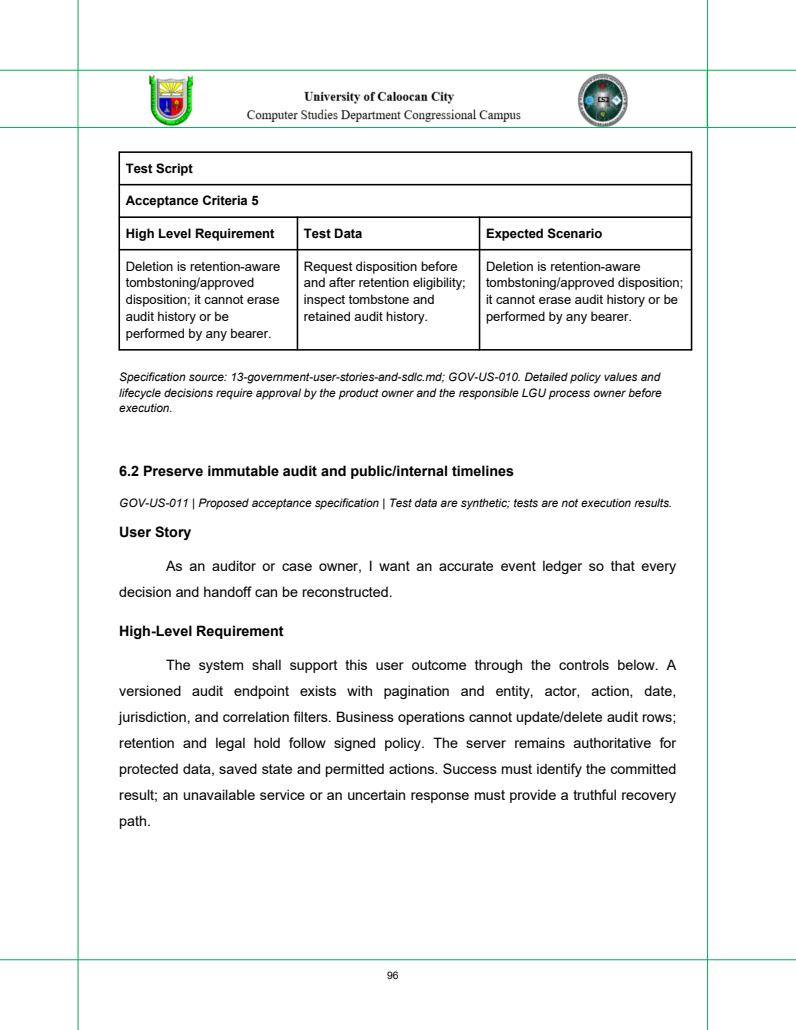 University of Caloocan City
Computer Studies Department Congressional Campus
Test Script
Acceptance Criteria 5
High Level Requirement
Test Data
Expected Scenario
Deletion is retention-aware
tombstoning/approved
disposition; it cannot erase
audit history or be
performed by any bearer.
Request disposition before
and after retention eligibility;
inspect tombstone and
retained audit history.
Deletion is retention-aware
tombstoning/approved disposition;
it cannot erase audit history or be
performed by any bearer.
Specification source: 13-government-user-stories-and-sdlc.md; GOV-US-010. Detailed policy values and
lifecycle decisions require approval by the product owner and the responsible LGU process owner before
execution.
6.2 Preserve immutable audit and public/internal timelines
GOV-US-011 | Proposed acceptance specification | Test data are synthetic; tests are not execution results.
User Story
As an auditor or case owner, I want an accurate event ledger so that every
decision and handoff can be reconstructed.
High-Level Requirement
The system shall support this user outcome through the controls below. A
versioned audit endpoint exists with pagination and entity, actor, action, date,
jurisdiction, and correlation filters. Business operations cannot update/delete audit rows;
retention and legal hold follow signed policy. The server remains authoritative for
protected data, saved state and permitted actions. Success must identify the committed
result; an unavailable service or an uncertain response must provide a truthful recovery
path.
96